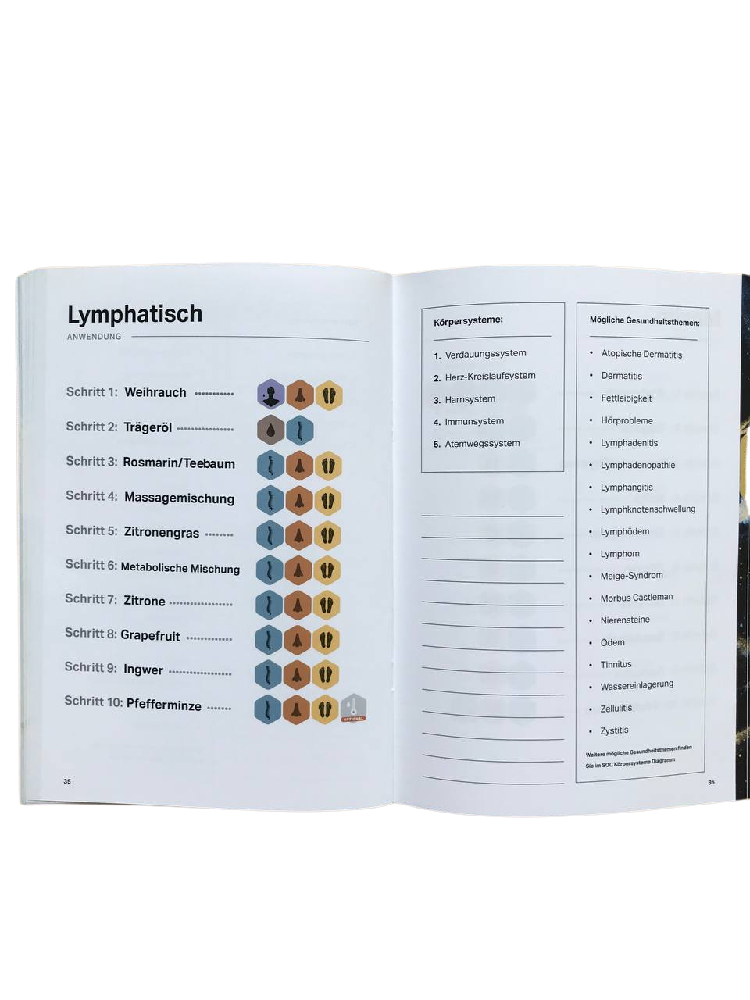 Lymphatisch
ANWENDUNG
Schritt 1: Weihrauch
Schritt 2: Trägeröl
Schritt 3: Rosmarin/Teebaum
Schritt 4: Massagemischung
Schritt 5: Zitronengras
Schritt 6: Metabolische Mischung
Schritt 7: Zitrone
Schritt 8: Grapefruit
Schritt 9: Ingwer
Schritt 10: Pfefferminze
OPTIONAL
35
Körpersysteme:
1. Verdauungssystem
2. Herz-Kreislaufsystem
3. Harnsystem
4. Immunsystem
5. Atemwegssystem
Mögliche Gesundheitsthemen:
• Atopische Dermatitis
• Dermatitis
• Fettleibigkeit
• Hörprobleme
• Lymphadenitis
• Lymphadenopathie
• Lymphangitis
• Lymphknotenschwellung
• Lymphödem
• Lymphom
• Meige-Syndrom
• Morbus Castleman
• Nierensteine
• Ödem
• Tinnitus
• Wassereinlagerung
• Zellulitis
• Zystitis
Weitere mögliche Gesundheitsthemen finden
Sie im SOC Körpersysteme Diagramm
36